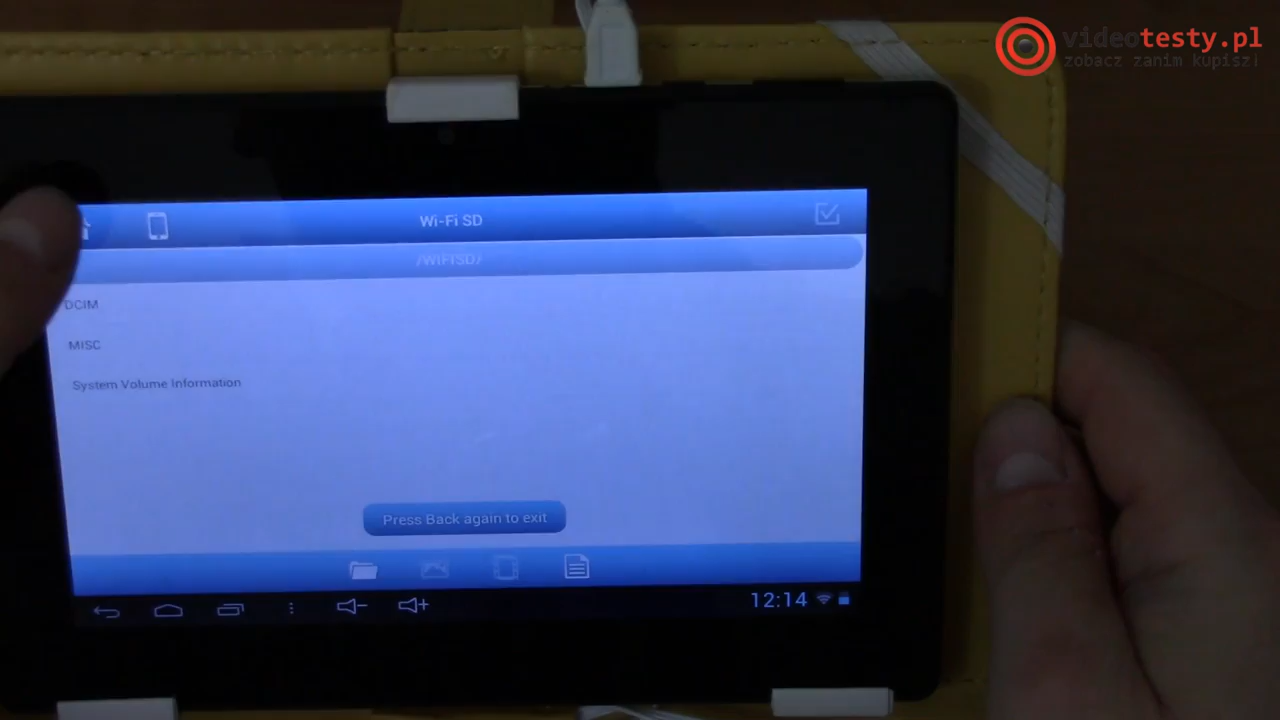 videotesty.pl
zobacz zanim kupisz!
Wi-Fi SD
/WIFISD/
DCIM
MISC
System Volume Information
Press Back again to exit
12:14